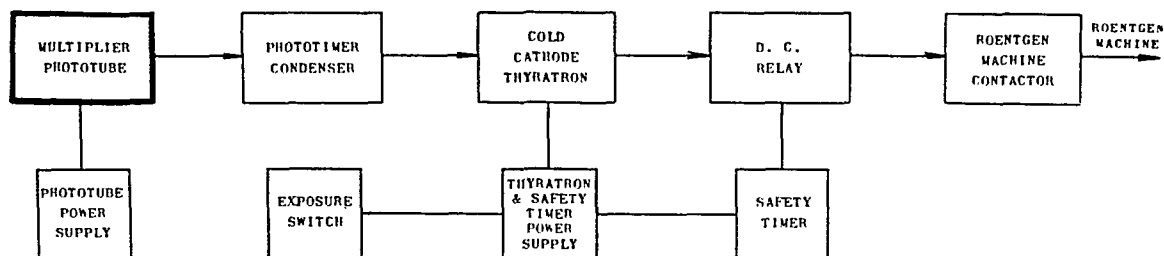 MULTIPLIER
PHOTOTUBE
PHOTOTIMER
CONDENSER
COLD
CATHODE
THYRATRON
D. C.
RELAY
ROENTGEN
MACHINE
CONTACTOR
ROENTGEN
MACHINE
PHOTOTUBE
POWER
SUPPLY
EXPOSURE
SWITCH
THYRATRON
& SAFETY
TIMER
POWER
SUPPLY
SAFETY
TIMER